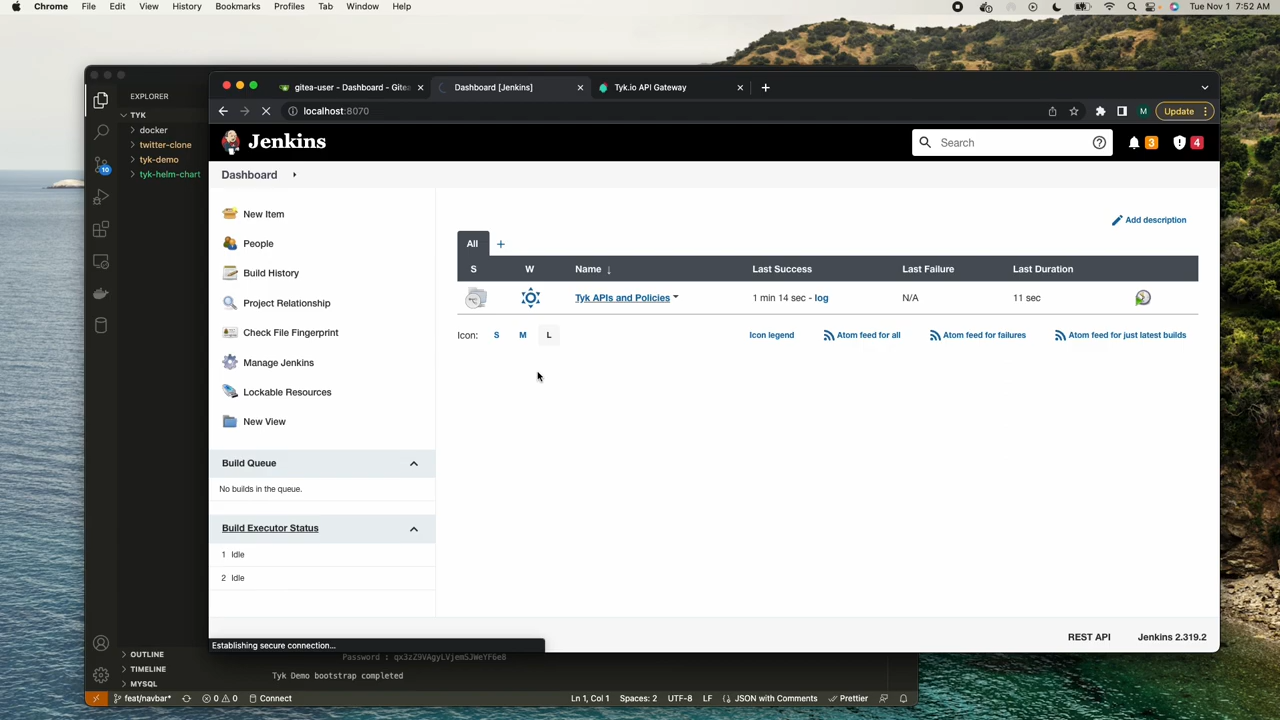 Chrome File Edit View History Bookmarks Profiles Tab Window Help Tue Nov 1 7:52 AM
gitea-user - Dashboard - Gitea Dashboard [Jenkins] Tyk.io API Gateway
localhost:8070 M Update
Jenkins Search 3 4
Dashboard
New Item
People
Build History
Project Relationship
Check File Fingerprint
Manage Jenkins
Lockable Resources
New View
Build Queue
No builds in the queue.
Build Executor Status
1 Idle
2 Idle
Add description
All +
S W Name ↓ Last Success Last Failure Last Duration
Tyk APIs and Policies 1 min 14 sec - log N/A 11 sec
Icon: S M L Icon legend Atom feed for all Atom feed for failures Atom feed for just latest builds
REST API Jenkins 2.319.2
Establishing secure connection...
EXPLORER
TYK
docker
twitter-clone
tyk-demo
tyk-helm-chart
10
OUTLINE
TIMELINE
MYSQL
Password :
Tyk Demo bootstrap completed
feat/navbar* 0 0 Connect Ln 1, Col 1 Spaces: 2 UTF-8 LF JSON with Comments Prettier